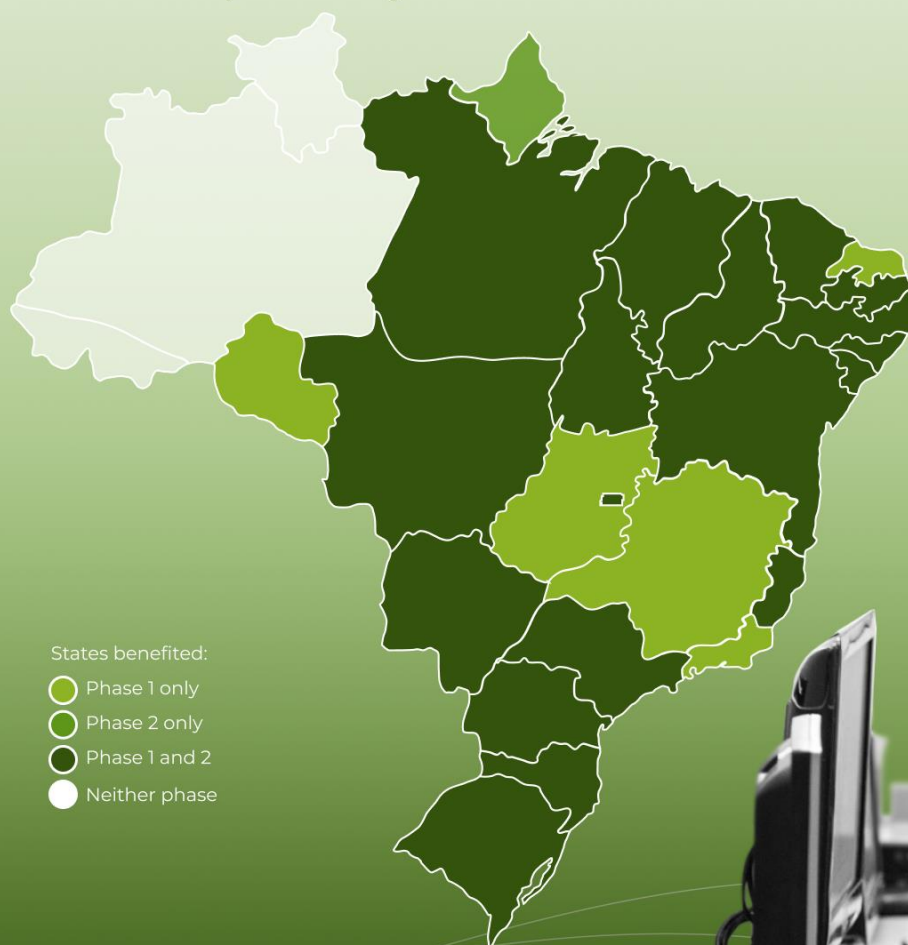 States benefited:
Phase 1 only
Phase 2 only
Phase 1 and 2
Neither phase